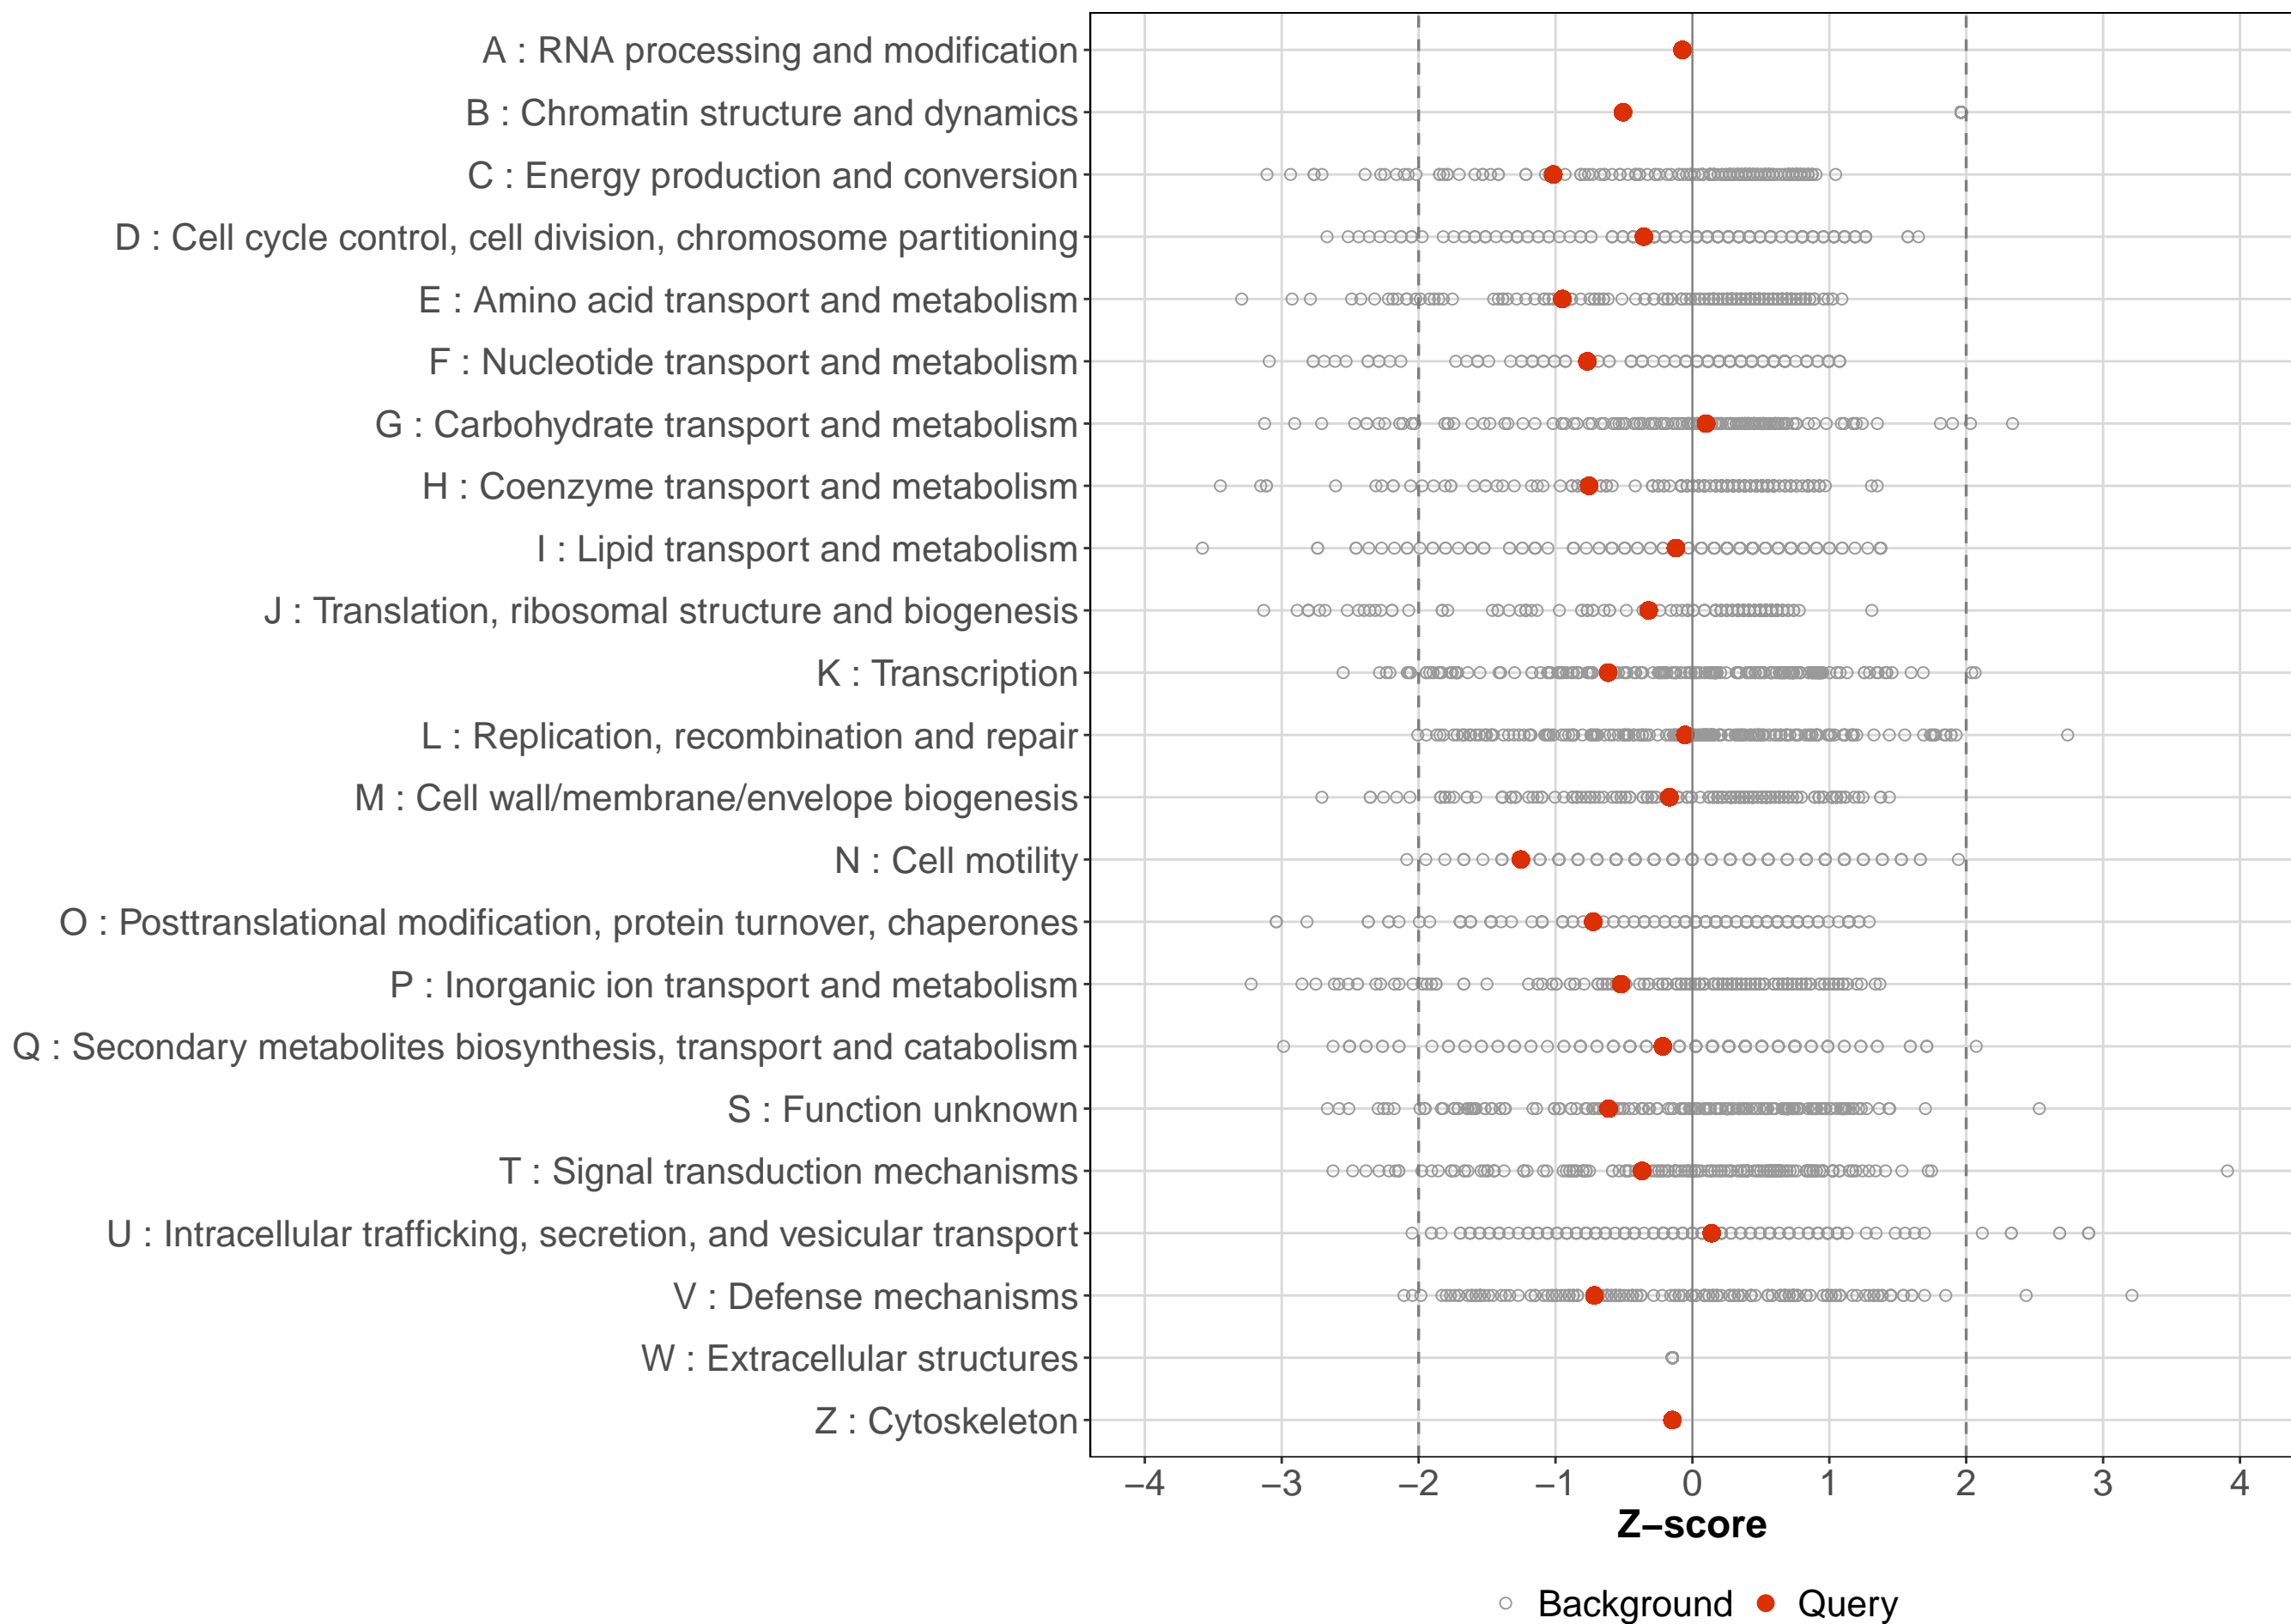 A : RNA processing and modification
B : Chromatin structure and dynamics
C : Energy production and conversion
D : Cell cycle control, cell division, chromosome partitioning
E : Amino acid transport and metabolism
F : Nucleotide transport and metabolism
G : Carbohydrate transport and metabolism
H : Coenzyme transport and metabolism
I : Lipid transport and metabolism
J : Translation, ribosomal structure and biogenesis
K : Transcription
L : Replication, recombination and repair
M : Cell wall/membrane/envelope biogenesis
N : Cell motility
O : Posttranslational modification, protein turnover, chaperones
P : Inorganic ion transport and metabolism
Q : Secondary metabolites biosynthesis, transport and catabolism
S : Function unknown
T : Signal transduction mechanisms
U : Intracellular trafficking, secretion, and vesicular transport
V : Defense mechanisms
W : Extracellular structures
Z : Cytoskeleton
−4 −3 −2 −1 0 1 2 3 4
Z−score
Background Query